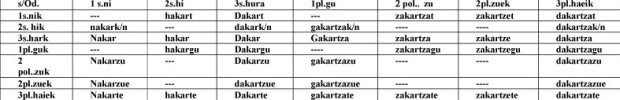 s/Od. 1 s.ni 2s.hi 3s.hura 1pl.gu 2 pol.. zu 2pl.zuek 3pl.haeik
1s.nik --- hakart Dakart --- zakartzat zakartzet dakartzat
2s. hik nakark/n --- dakark/n gakartzak/n ---- ---- dakartzak/n
3s.hark Nakar hakar Dakar Gakartza zakartza zakartze dakartza
1pl.guk --- hakargu Dakargu ---- zakartzagu zakartzegu dakartzagu
2 Nakarzu --- Dakarzu gakartzazu ---- ---- dakartzazu
pol..zuk
2pl.zuek Nakarzue --- dakartzue gakartzazue ---- ---- dakartzazue
3pl.haiek Nakarte hakarte Dakarte gakartzate zakartzate zakartzete dakartzate